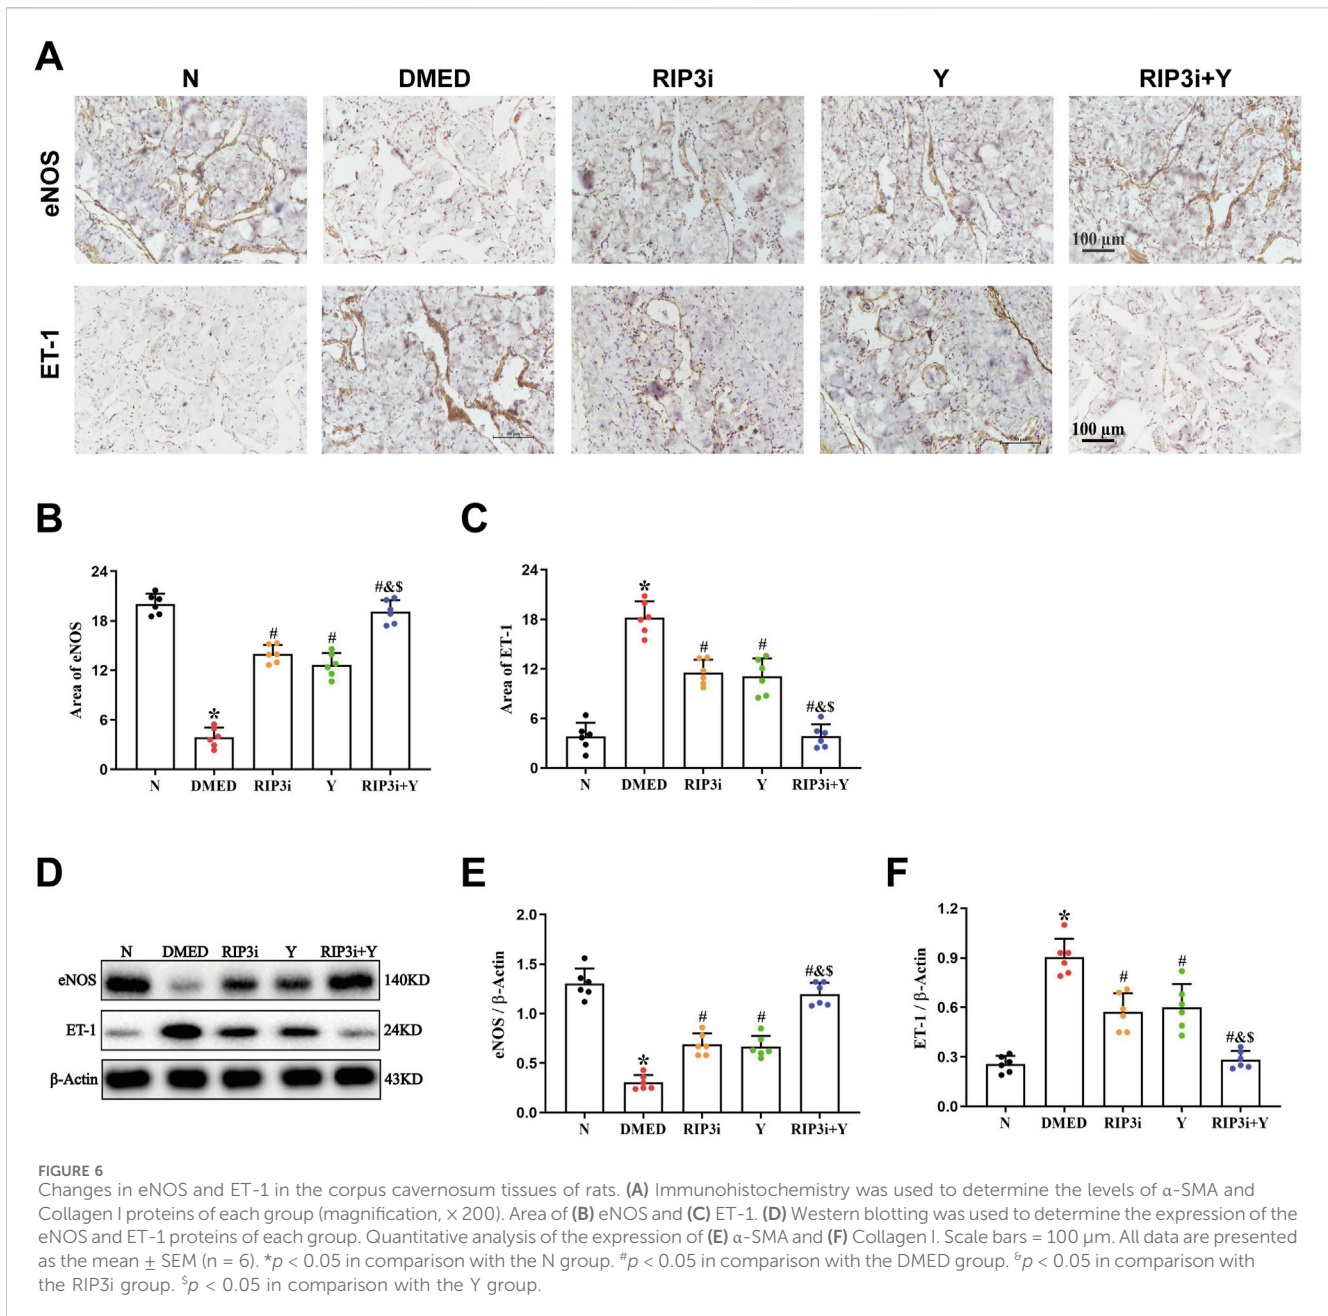 A
N DMED RIP3i Y RIP3i+Y
eNOS
100 µm
ET-1
100 µm
B
Area of eNOS
24
18
12
6
0
*
#
#
#&$
N DMED RIP3i Y RIP3i+Y
C
Area of ET-1
24
18
12
6
0
*
#
#
#&$
N DMED RIP3i Y RIP3i+Y
D
N DMED RIP3i Y RIP3i+Y
eNOS 140KD
ET-1 24KD
β-Actin 43KD
E
eNOS / β-Actin
2.0
1.5
1.0
0.5
0.0
*
#
#
#&$
N DMED RIP3i Y RIP3i+Y
F
ET-1 / β-Actin
1.2
0.9
0.6
0.3
0.0
*
#
#
#&$
N DMED RIP3i Y RIP3i+Y
FIGURE 6
Changes in eNOS and ET-1 in the corpus cavernosum tissues of rats. (A) Immunohistochemistry was used to determine the levels of α-SMA and
Collagen I proteins of each group (magnification, × 200). Area of (B) eNOS and (C) ET-1. (D) Western blotting was used to determine the expression of the
eNOS and ET-1 proteins of each group. Quantitative analysis of the expression of (E) α-SMA and (F) Collagen I. Scale bars = 100 µm. All data are presented
as the mean ± SEM (n = 6). *p < 0.05 in comparison with the N group. #p < 0.05 in comparison with the DMED group. &p < 0.05 in comparison with
the RIP3i group. $p < 0.05 in comparison with the Y group.